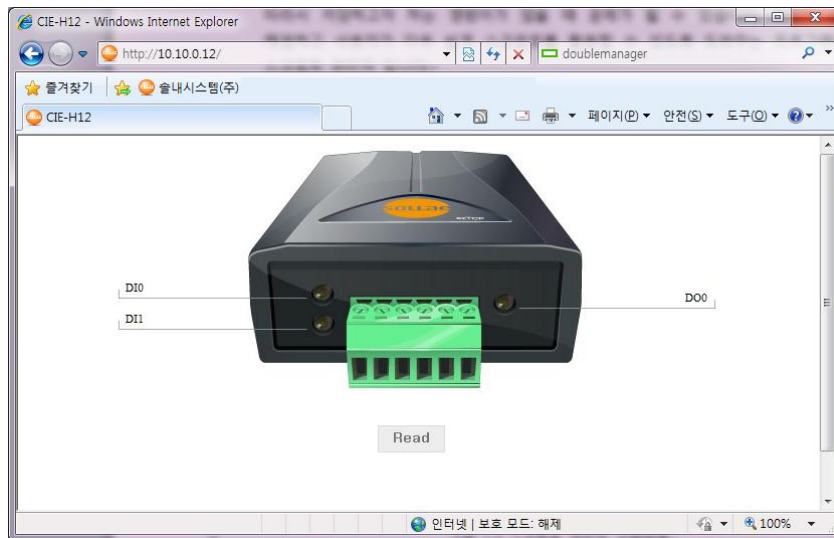 CIE-H12 - Windows Internet Explorer
http://10.10.0.12/
doublemanager
즐겨찾기 솔내시스템(주)
CIE-H12
페이지(P) 안전(S) 도구(O)
SOLLAE
DI0
DI1
DO0
Read
인터넷 | 보호 모드: 해제
100%